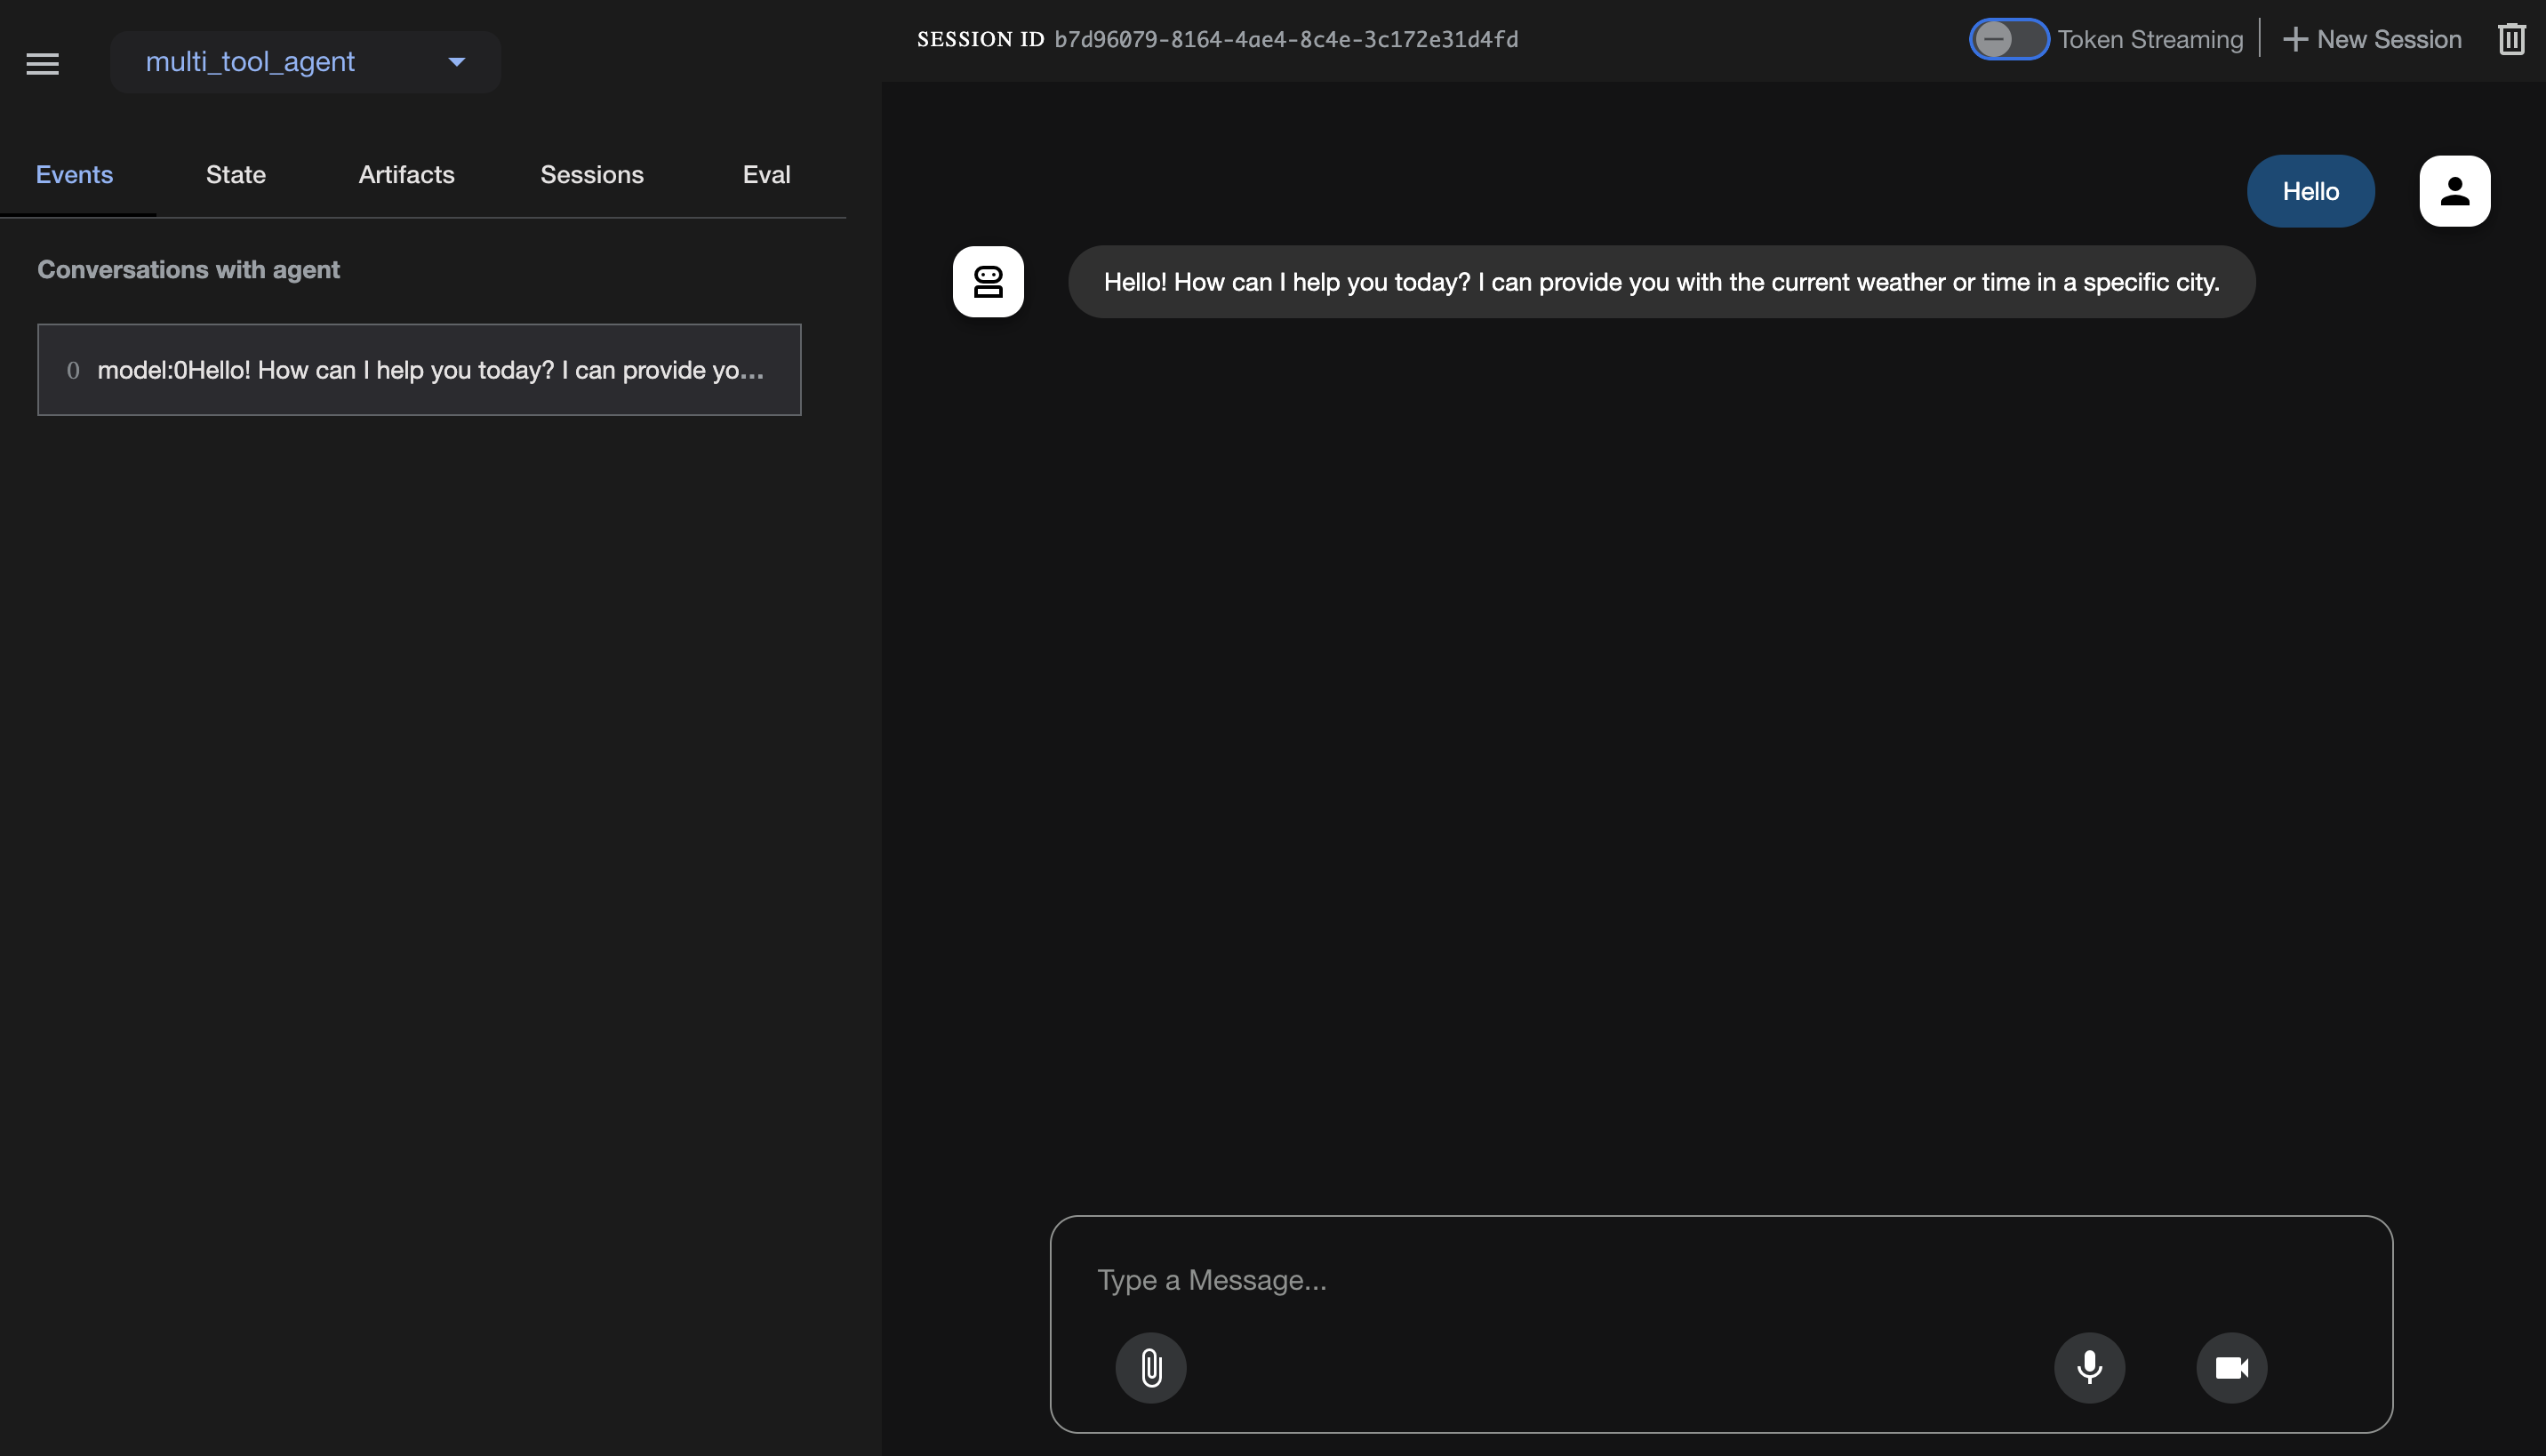 multi_tool_agent
SESSION ID b7d96079-8164-4ae4-8c4e-3c172e31d4fd
Token Streaming
New Session
Events
State
Artifacts
Sessions
Eval
Conversations with agent
0 model:0Hello! How can I help you today? I can provide yo...
Hello
Hello! How can I help you today? I can provide you with the current weather or time in a specific city.
Type a Message...